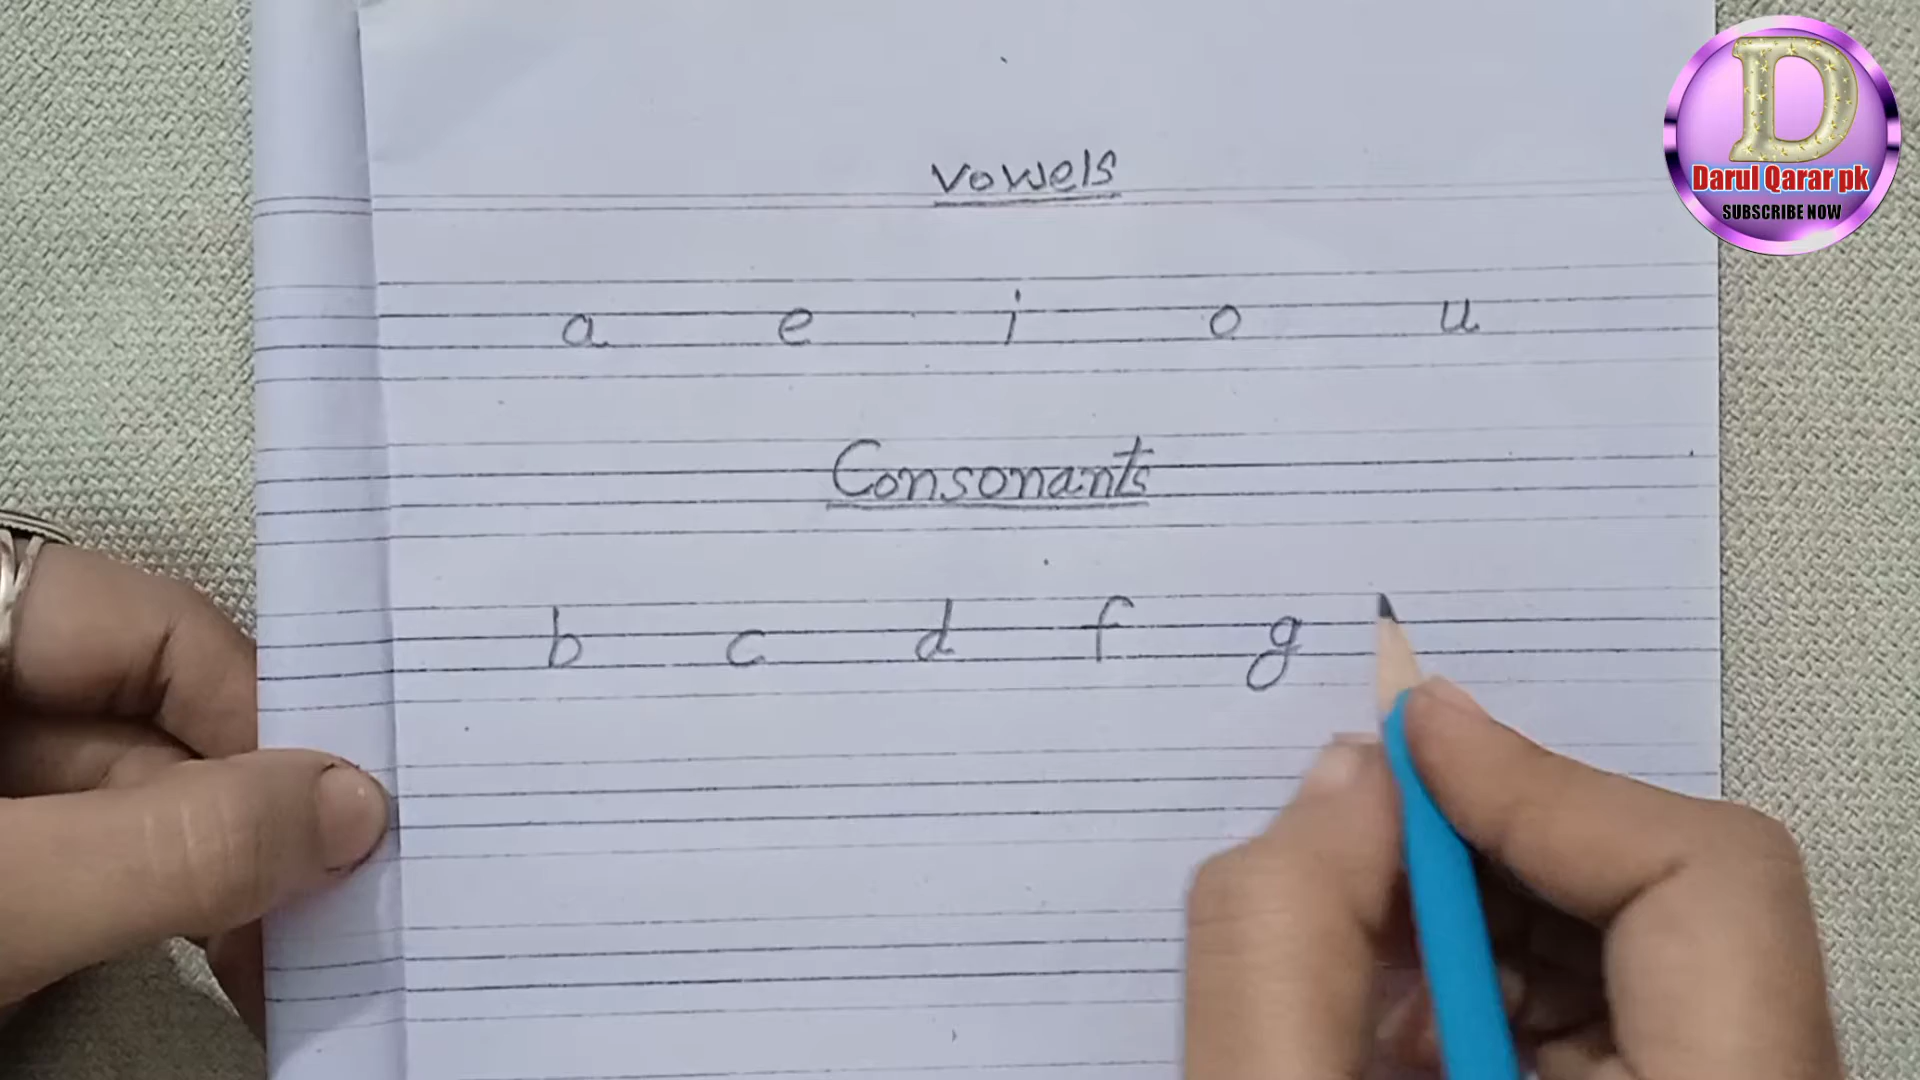 Vowels
a e i o u
Consonants
b c d f g
D
Darul Qarar pk
SUBSCRIBE NOW